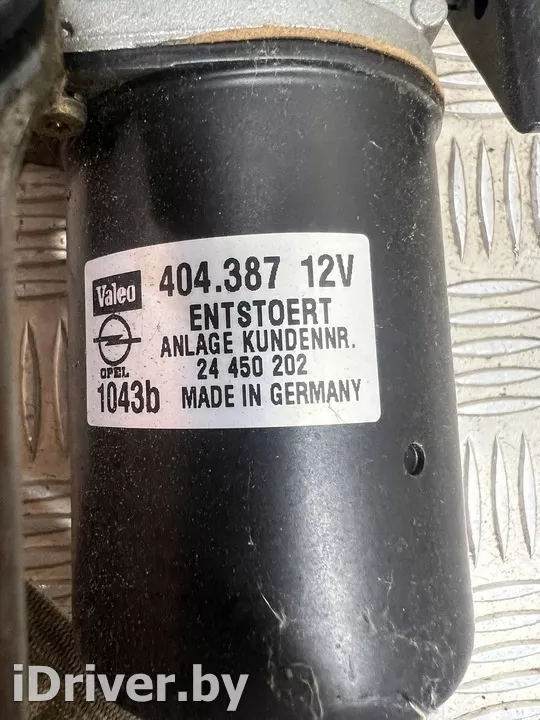 Valeo 404.387 12V
ENTSTOERT
ANLAGE KUNDENNR.
OPEL 24 450 202
1043b MADE IN GERMANY
iDriver.by